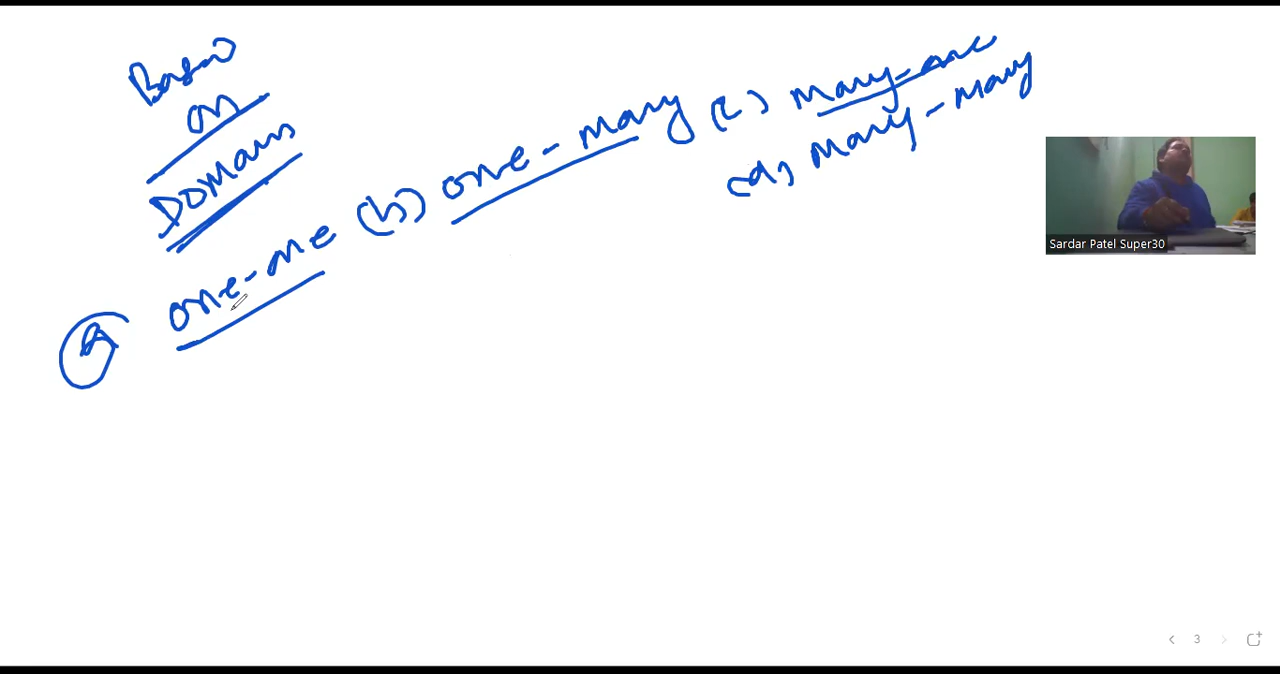 Based
on
Domain
(a) one-one (b) one-many (c) many-one
(d) many-many
Sardar Patel Super30
3